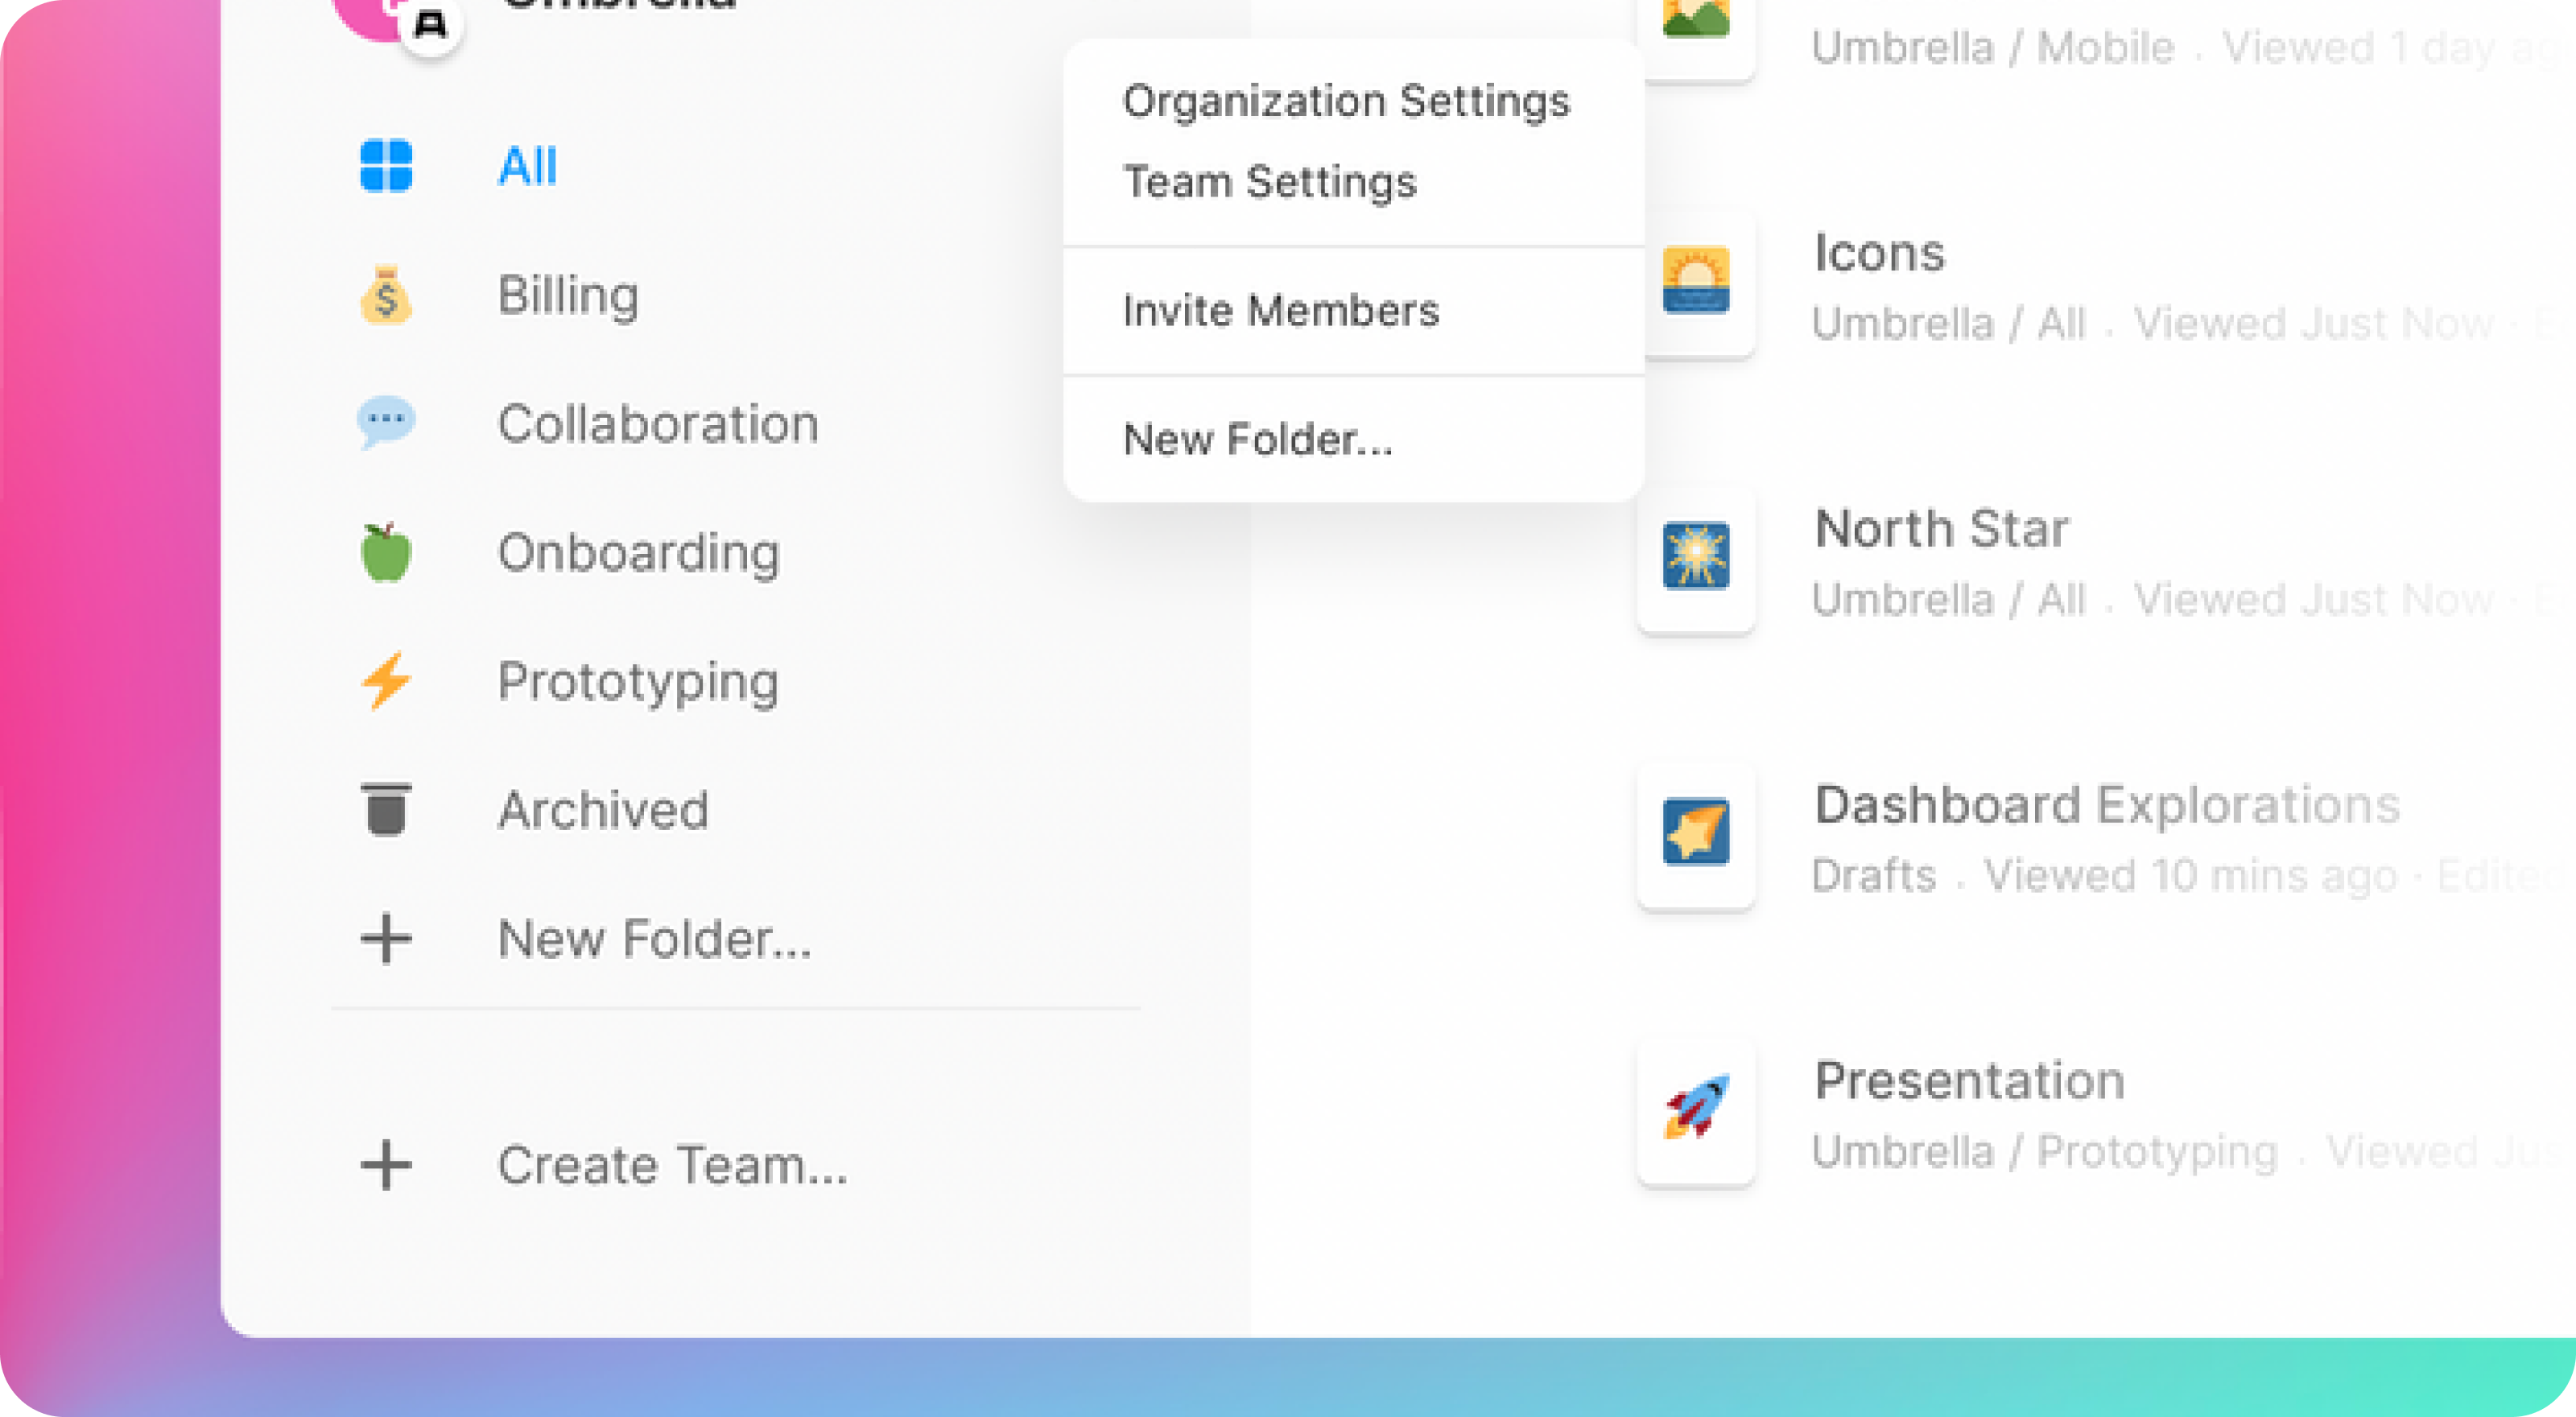 Umbrella
All
Billing
Collaboration
Onboarding
Prototyping
Archived
New Folder...
Create Team...
Organization Settings
Team Settings
Invite Members
New Folder...
Umbrella / Mobile . Viewed 1 day ag
Icons
Umbrella / All . Viewed Just Now ·
North Star
Umbrella / All . Viewed Just Now ·
Dashboard Explorations
Drafts . Viewed 10 mins ago · Edited
Presentation
Umbrella / Prototyping . Viewed Jus